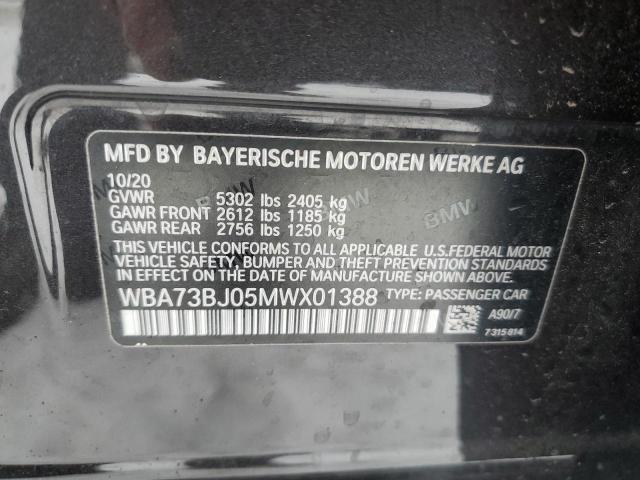 MFD BY BAYERISCHE MOTOREN WERKE AG
10/20
GVWR 5302 lbs 2405 kg
GAWR FRONT 2612 lbs 1185 kg
GAWR REAR 2756 lbs 1250 kg
THIS VEHICLE CONFORMS TO ALL APPLICABLE U.S.FEDERAL MOTOR
VEHICLE SAFETY, BUMPER AND THEFT PREVENTION STANDARDS
IN EFFECT ON THE DATE OF MANUFACTURE SHOWN ABOVE.
WBA73BJ05MWX01388 TYPE: PASSENGER CAR
A90/7
7315814